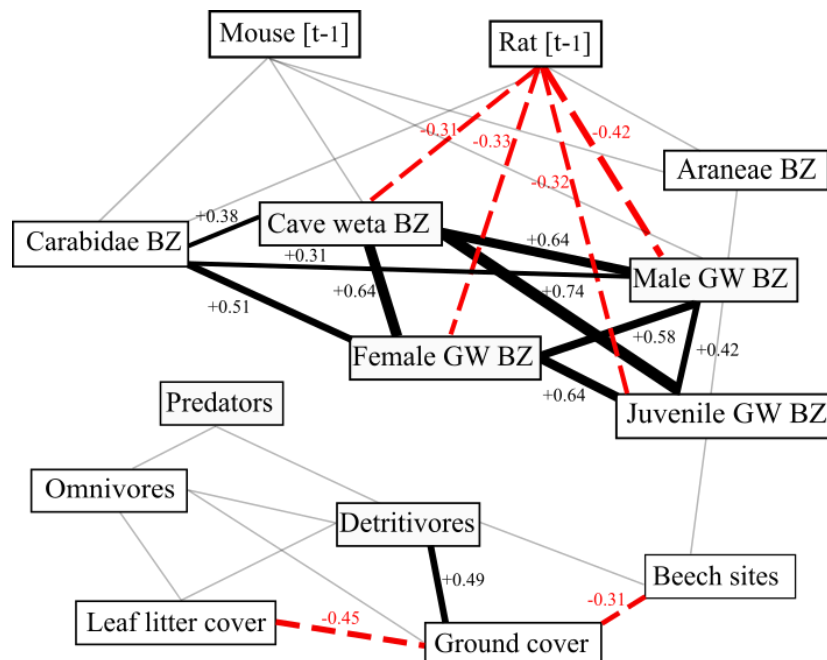 Mouse [t-1]
Rat [t-1]
-0.31
-0.33
-0.42
-0.32
Araneae BZ
+0.38
Cave weta BZ
Carabidae BZ
+0.64
+0.31
Male GW BZ
+0.64
+0.74
+0.51
+0.58
+0.42
Female GW BZ
+0.64
Juvenile GW BZ
Predators
Omnivores
Detritivores
+0.49
Beech sites
-0.31
Leaf litter cover
-0.45
Ground cover